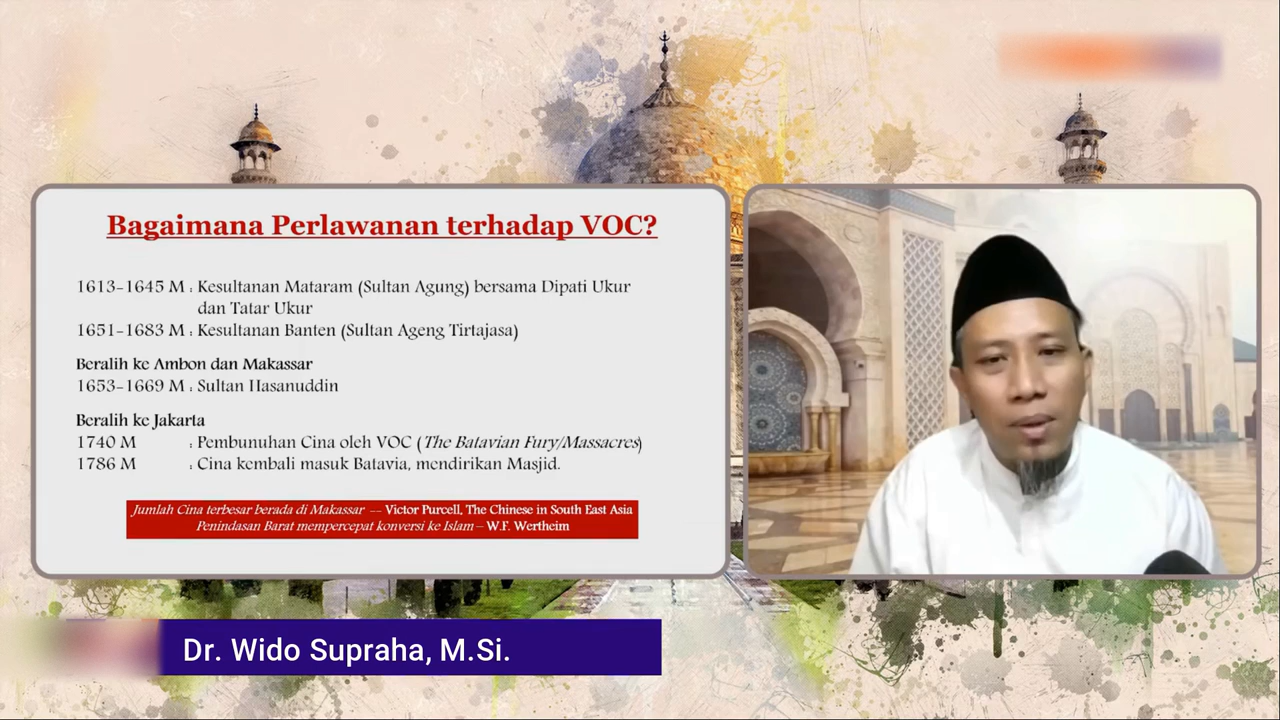 Bagaimana Perlawanan terhadap VOC?
1613-1645 M : Kesultanan Mataram (Sultan Agung) bersama Dipati Ukur
dan Tatar Ukur
1651-1683 M : Kesultanan Banten (Sultan Ageng Tirtajasa)
Beralih ke Ambon dan Makassar
1653-1669 M : Sultan Hasanuddin
Beralih ke Jakarta
1740 M : Pembunuhan Cina oleh VOC (The Batavian Fury/Massacres)
1786 M : Cina kembali masuk Batavia, mendirikan Masjid.
Jumlah Cina terbesar berada di Makassar -- Victor Purcell, The Chinese in South East Asia
Penindasan Barat mempercepat konversi ke Islam – W.F. Wertheim
Dr. Wido Supraha, M.Si.